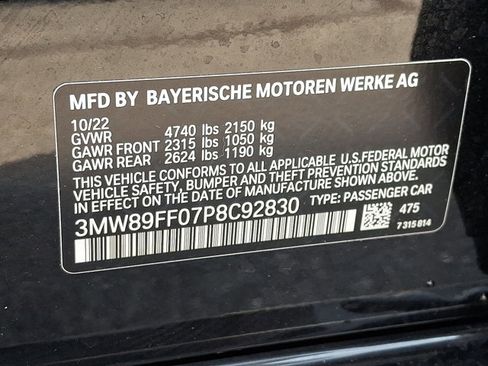 MFD BY BAYERISCHE MOTOREN WERKE AG
10/22
GVWR 4740 lbs 2150 kg
GAWR FRONT 2315 lbs 1050 kg
GAWR REAR 2624 lbs 1190 kg
THIS VEHICLE CONFORMS TO ALL APPLICABLE U.S.FEDERAL MOTOR
VEHICLE SAFETY, BUMPER AND THEFT PREVENTION STANDARDS
IN EFFECT ON THE DATE OF MANUFACTURE SHOWN ABOVE.
3MW89FF07P8C92830 TYPE: PASSENGER CAR
475
7 315 814